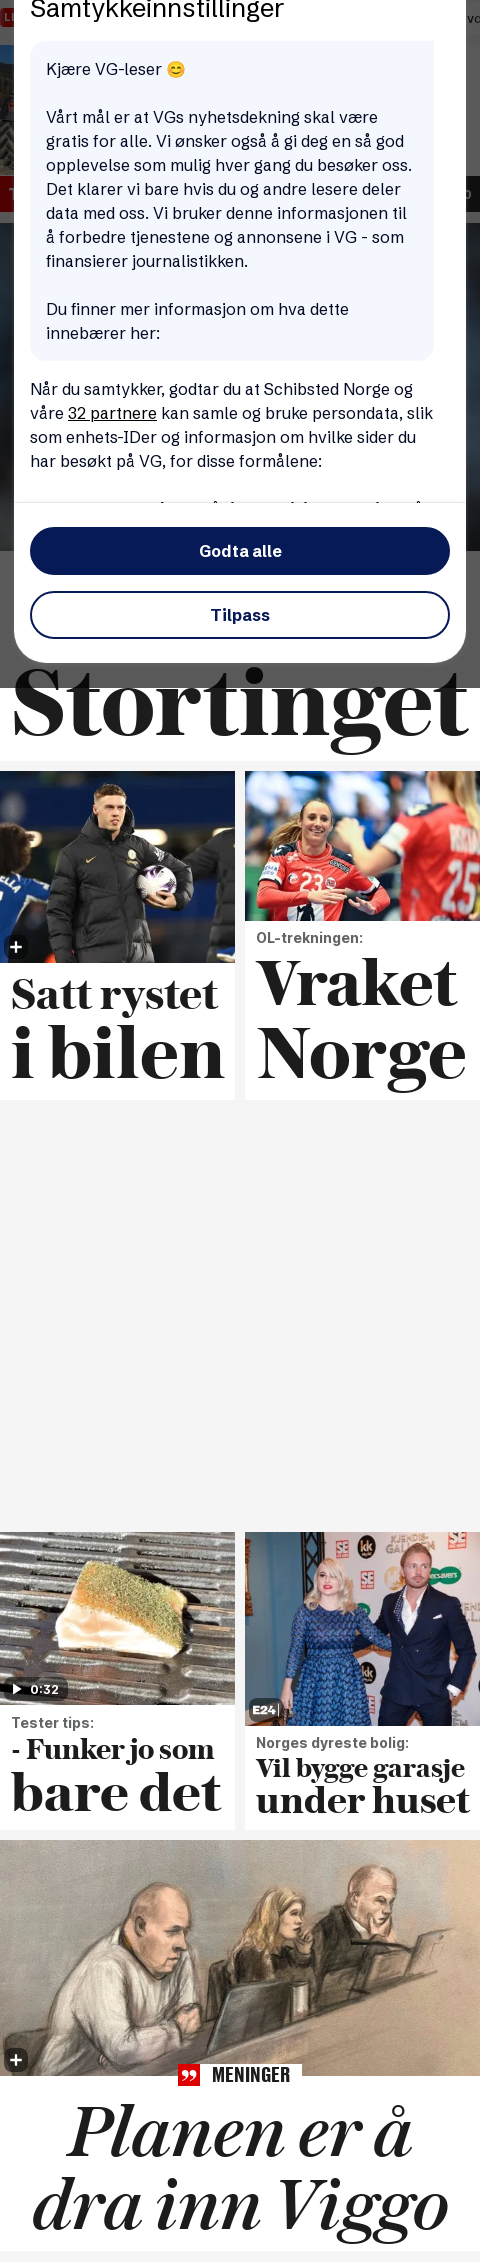 Samtykkeinnstillinger
Kjære VG-leser 😊
Vårt mål er at VGs nyhetsdekning skal være
gratis for alle. Vi ønsker også å gi deg en så god
opplevelse som mulig hver gang du besøker oss.
Det klarer vi bare hvis du og andre lesere deler
data med oss. Vi bruker denne informasjonen til
å forbedre tjenestene og annonsene i VG - som
finansierer journalistikken.
Du finner mer informasjon om hva dette
innebærer her:
Når du samtykker, godtar du at Schibsted Norge og
våre 32 partnere kan samle og bruke persondata, slik
som enhets-IDer og informasjon om hvilke sider du
har besøkt på VG, for disse formålene:
Godta alle
Tilpass
Stortinget
23
25
Satt rystet
i bilen
OL-trekningen:
Vraket
Norge
0:32
E24
Tester tips:
- Funker jo som
bare det
Norges dyreste bolig:
Vil bygge garasje
under huset
MENINGER
Planen er å
dra inn Viggo